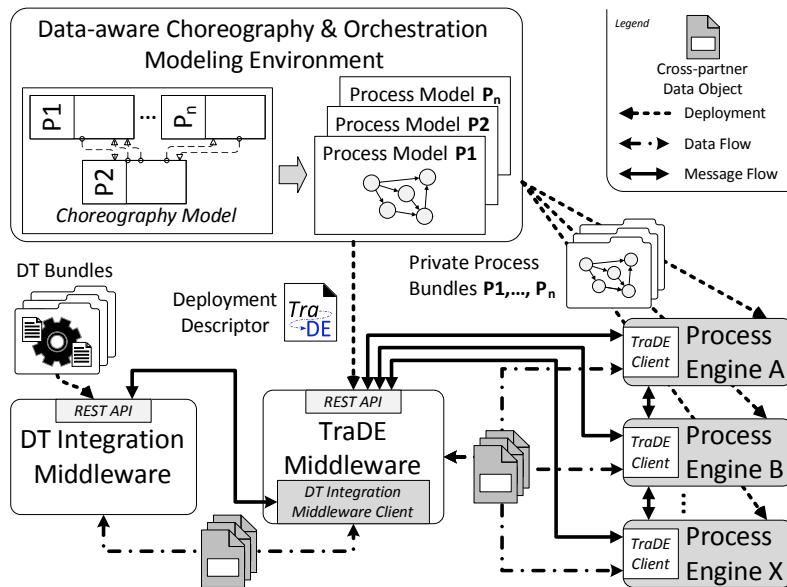 Data-aware Choreography & Orchestration
Modeling Environment
P1
...
Pn
P2
Choreography Model
Process Model Pn
Process Model P2
Process Model P1
Legend
Cross-partner
Data Object
Deployment
Data Flow
Message Flow
DT Bundles
Deployment
Descriptor
Tra
DE
Private Process
Bundles P1,..., Pn
REST API
DT Integration
Middleware
REST API
TraDE
Middleware
DT Integration
Middleware Client
TraDE
Client
Process
Engine A
TraDE
Client
Process
Engine B
...
TraDE
Client
Process
Engine X